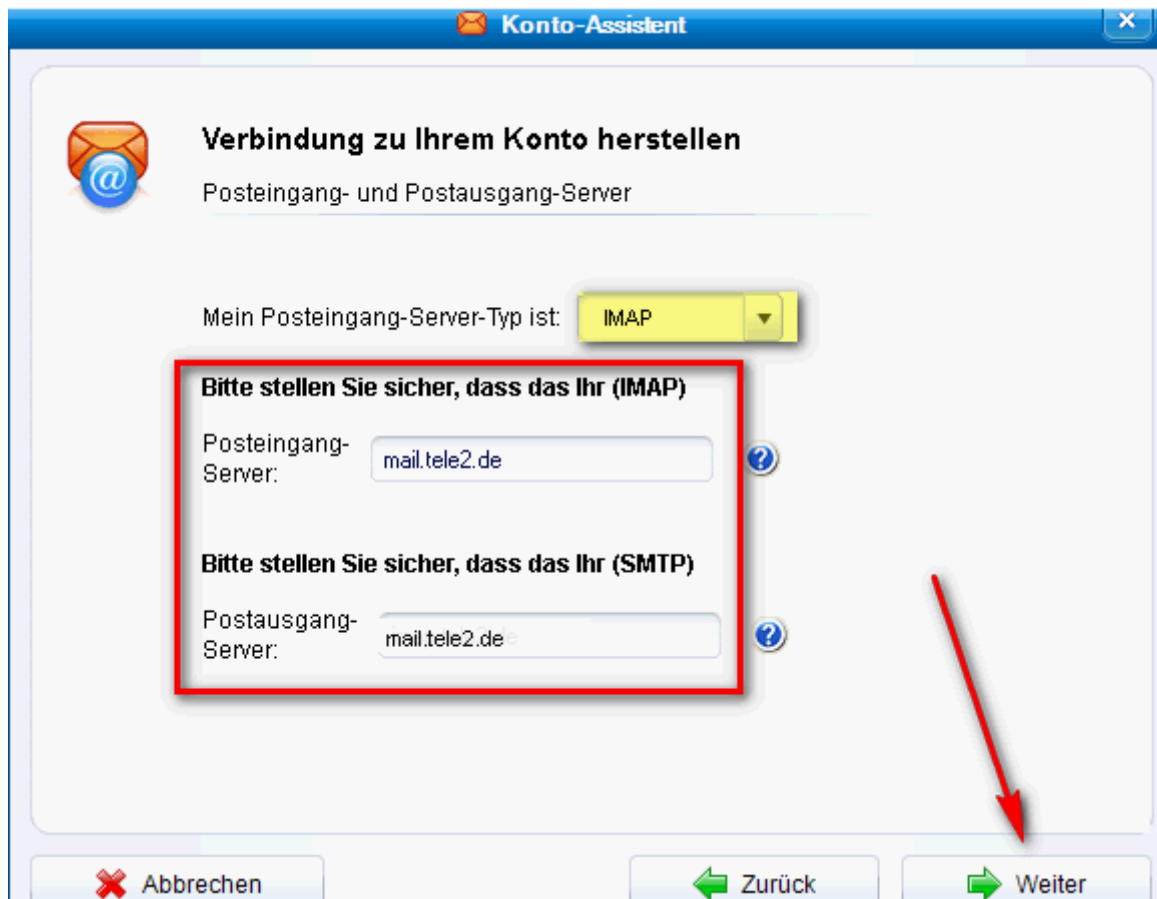 Konto-Assistent
Verbindung zu Ihrem Konto herstellen
Posteingang- und Postausgang-Server
Mein Posteingang-Server-Typ ist: IMAP
Bitte stellen Sie sicher, dass das Ihr (IMAP)
Posteingang-
Server:
mail.tele2.de
Bitte stellen Sie sicher, dass das Ihr (SMTP)
Postausgang-
Server:
mail.tele2.de
Abbrechen
Zurück
Weiter